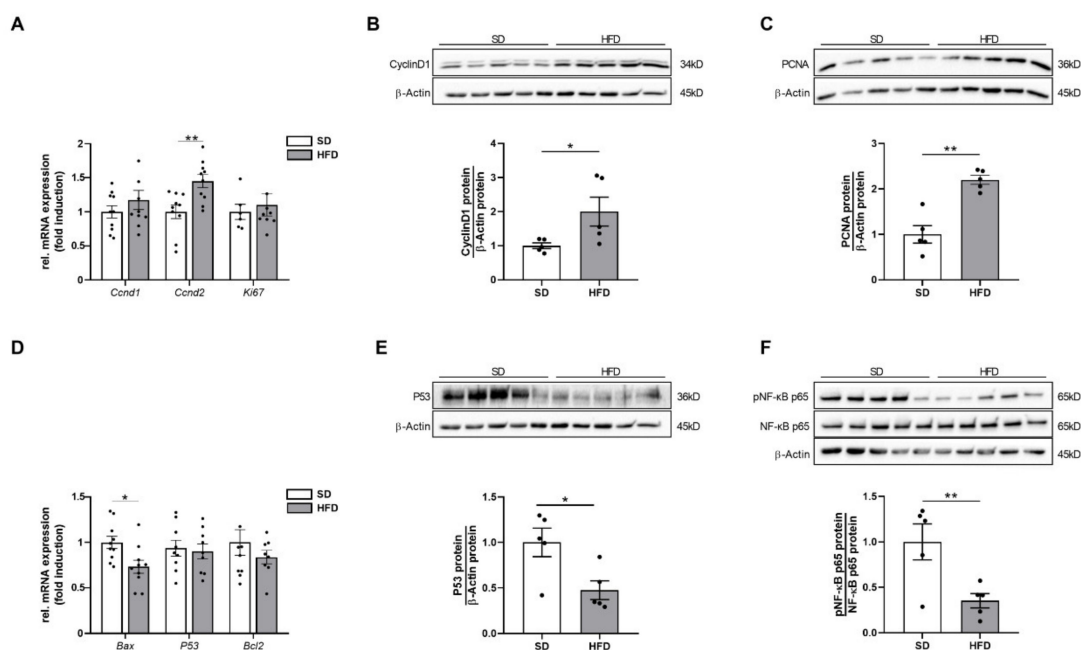 A
rel. mRNA expression
(fold induction)
2
1.5
1
0.5
0
**
SD
HFD
Ccnd1
Ccnd2
Ki67
B
SD
HFD
CyclinD1
34kD
β-Actin
45kD
CyclinD1 protein
β-Actin protein
4
3
2
1
0
*
SD
HFD
C
SD
HFD
PCNA
36kD
β-Actin
45kD
PCNA protein
β-Actin protein
3
2
1
0
**
SD
HFD
D
rel. mRNA expression
(fold induction)
1.5
1
0.5
0
*
SD
HFD
Bax
P53
Bcl2
E
SD
HFD
P53
36kD
β-Actin
45kD
P53 protein
β-Actin protein
1.5
1.0
0.5
0.0
*
SD
HFD
F
SD
HFD
pNF-κB p65
65kD
NF-κB p65
65kD
β-Actin
45kD
pNF-κB p65 protein
NF-κB p65 protein
1.5
1.0
0.5
0.0
**
SD
HFD